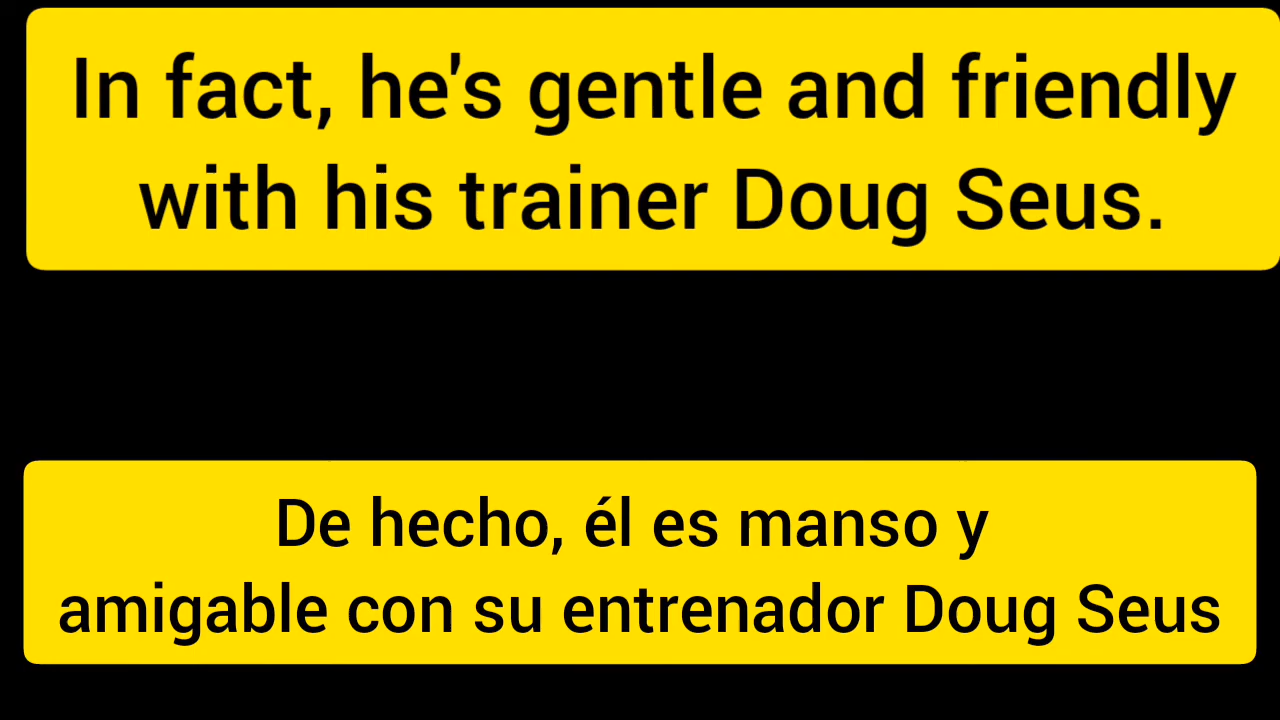 In fact, he's gentle and friendly
with his trainer Doug Seus.
De hecho, él es manso y
amigable con su entrenador Doug Seus